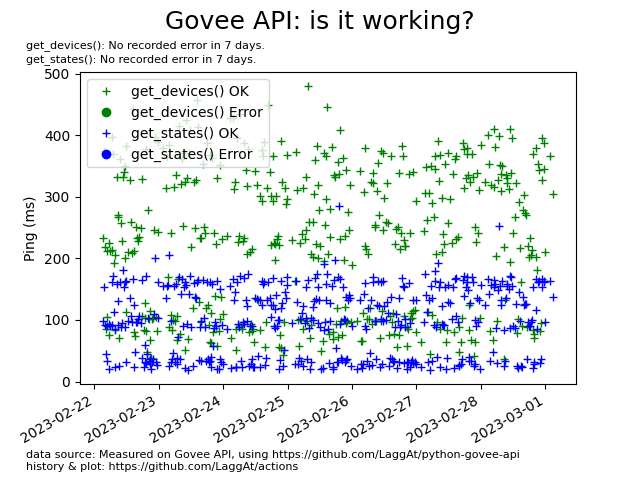 Govee API: is it working?
get_devices(): No recorded error in 7 days.
get_states(): No recorded error in 7 days.
get_devices() OK
get_devices() Error
get_states() OK
get_states() Error
500
400
300
200
100
0
Ping (ms)
2023-02-22
2023-02-23
2023-02-24
2023-02-25
2023-02-26
2023-02-27
2023-02-28
2023-03-01
data source: Measured on Govee API, using https://github.com/LaggAt/python-govee-api
history & plot: https://github.com/LaggAt/actions